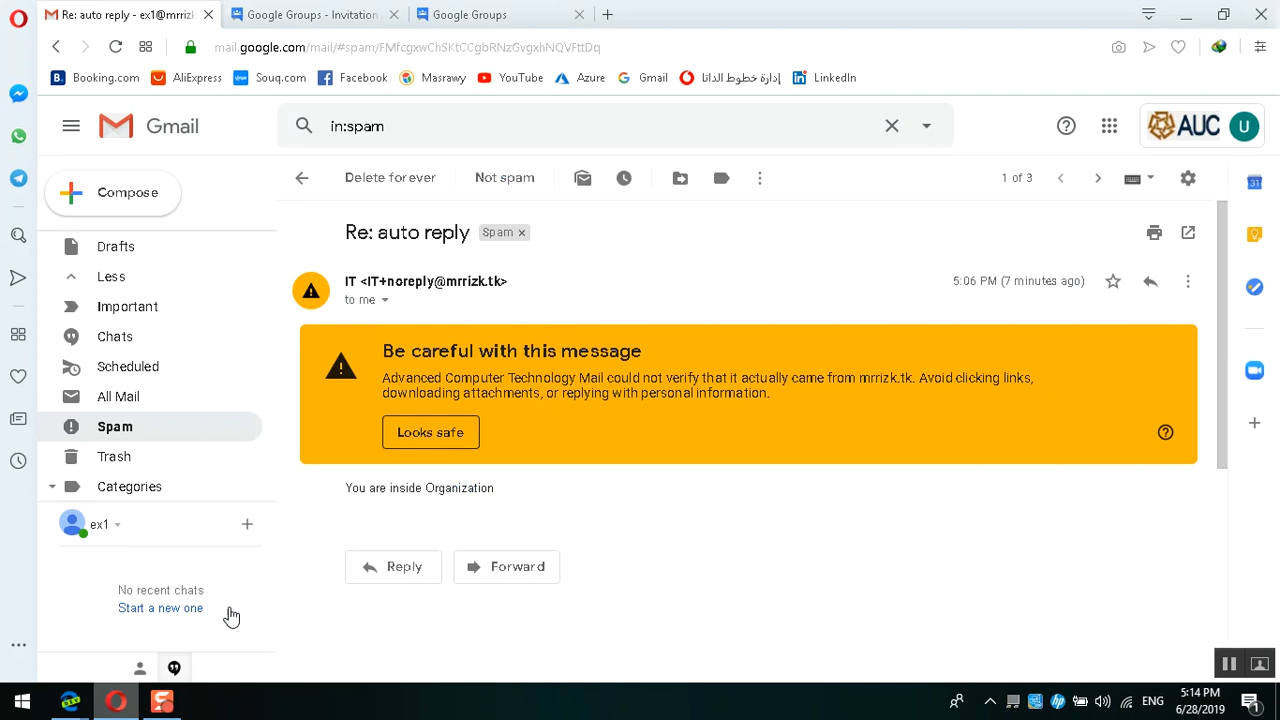 Re: auto reply - ex1@mrriz
Google Groups - Invitation
Google Groups
mail.google.com/mail/#spam/FMfcgxwChSKtCCgbRNzGvgxhNQVFttDq
Booking.com
AliExpress
Souq.com
Facebook
Masrawy
YouTube
Azure
Gmail
إدارة خطوط الداتا
LinkedIn
Gmail
in:spam
AUC
U
Compose
Delete forever
Not spam
1 of 3
Drafts
Less
Important
Chats
Scheduled
All Mail
Spam
Trash
Categories
ex1
No recent chats
Start a new one
Re: auto reply
Spam x
IT <IT+noreply@mrrizk.tk>
5:06 PM (7 minutes ago)
to me
Be careful with this message
Advanced Computer Technology Mail could not verify that it actually came from mrrizk.tk. Avoid clicking links,
downloading attachments, or replying with personal information.
Looks safe
You are inside Organization
Reply
Forward
ENG
5:14 PM
6/28/2019